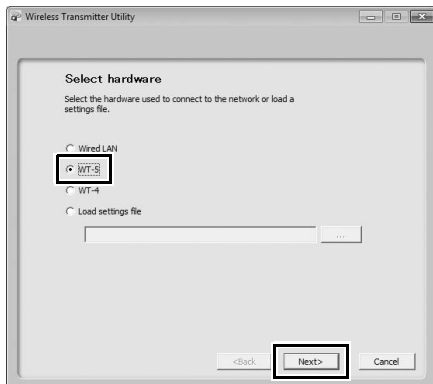 Wireless Transmitter Utility
Select hardware
Select the hardware used to connect to the network or load a
settings file.
Wired LAN
WT-5
WT-4
Load settings file
...
<Back
Next>
Cancel